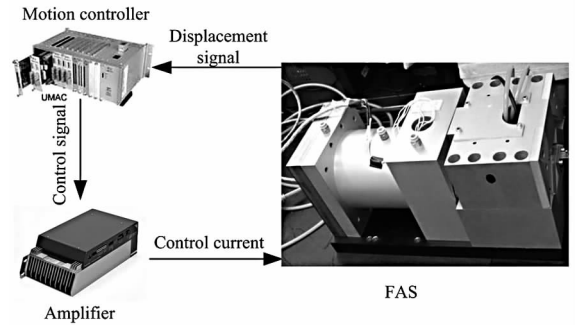 Motion controller
Displacement
signal
UMAC
Control signal
Control current
Amplifier
FAS